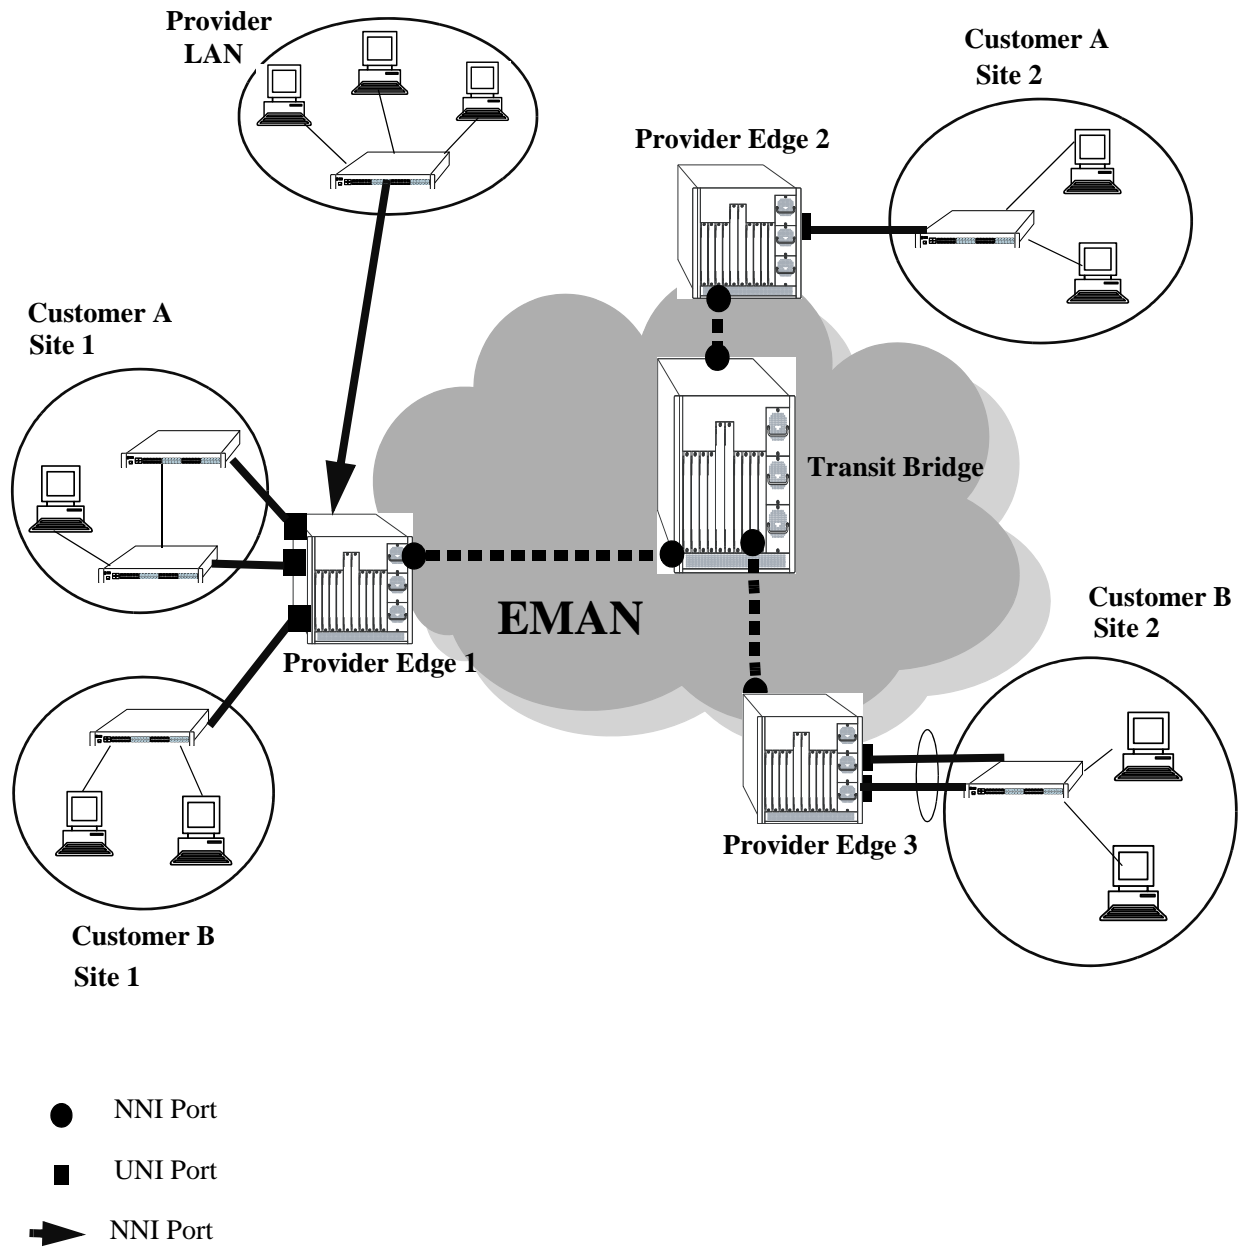 Provider
LAN
Customer A
Site 2
Provider Edge 2
Customer A
Site 1
Transit Bridge
EMAN
Provider Edge 1
Customer B
Site 2
Provider Edge 3
Customer B
Site 1
NNI Port
UNI Port
NNI Port